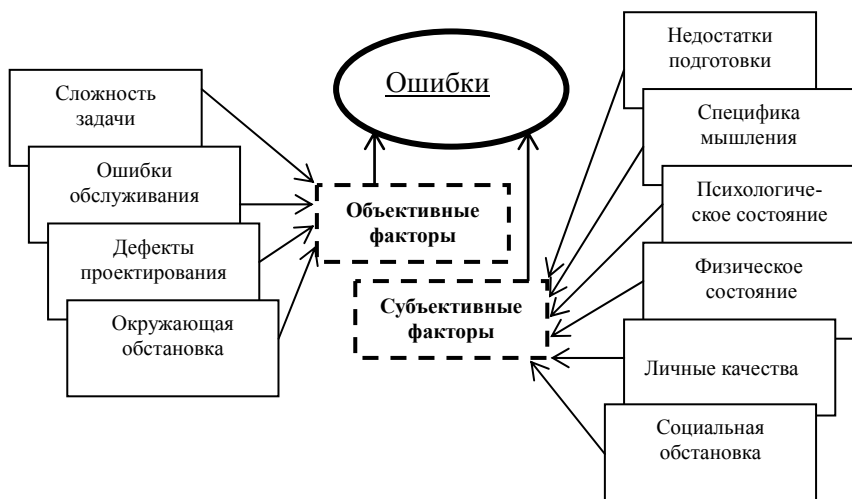 Ошибки
Сложность
задачи
Ошибки
обслуживания
Дефекты
проектирования
Окружающая
обстановка
Объективные
факторы
Субъективные
факторы
Недостатки
подготовки
Специфика
мышления
Психологиче-
ское состояние
Физическое
состояние
Личные качества
Социальная
обстановка